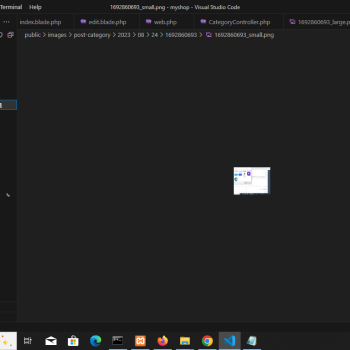 Terminal Help 1692860693_small.png - myshop - Visual Studio Code
index.blade.php edit.blade.php web.php CategoryController.php 1692860693_large.p
public > images > post-category > 2023 > 08 > 24 > 1692860693 > 1692860693_small.png